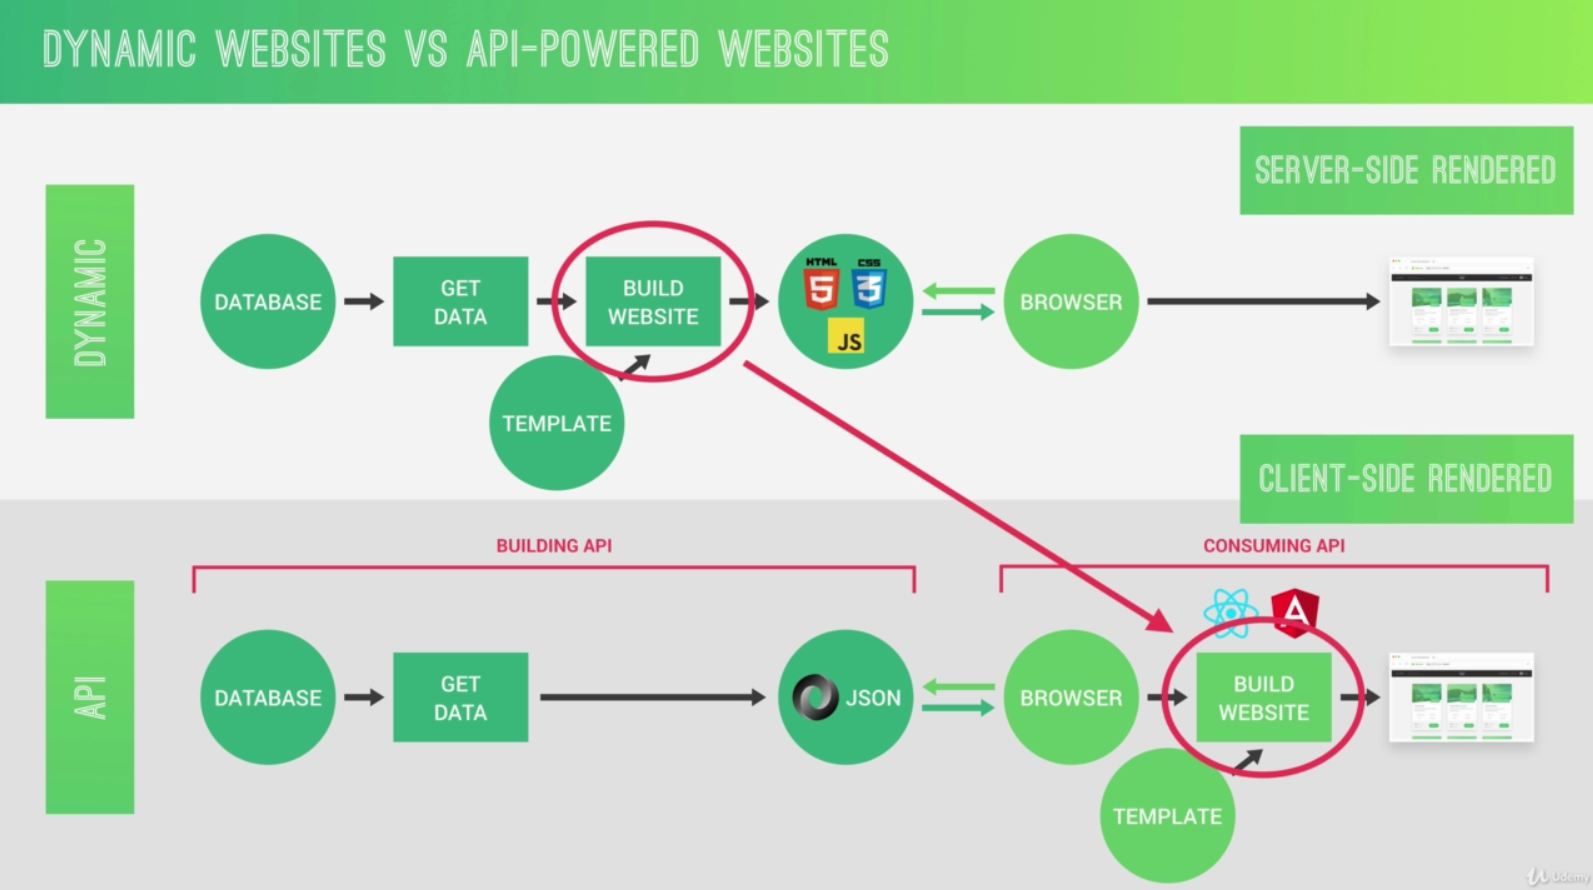 DYNAMIC WEBSITES VS API-POWERED WEBSITES
SERVER-SIDE RENDERED
DYNAMIC
DATABASE
GET
DATA
BUILD
WEBSITE
TEMPLATE
HTML
5
CSS
3
JS
BROWSER
CLIENT-SIDE RENDERED
BUILDING API
CONSUMING API
API
DATABASE
GET
DATA
JSON
BROWSER
A
BUILD
WEBSITE
TEMPLATE
Udemy